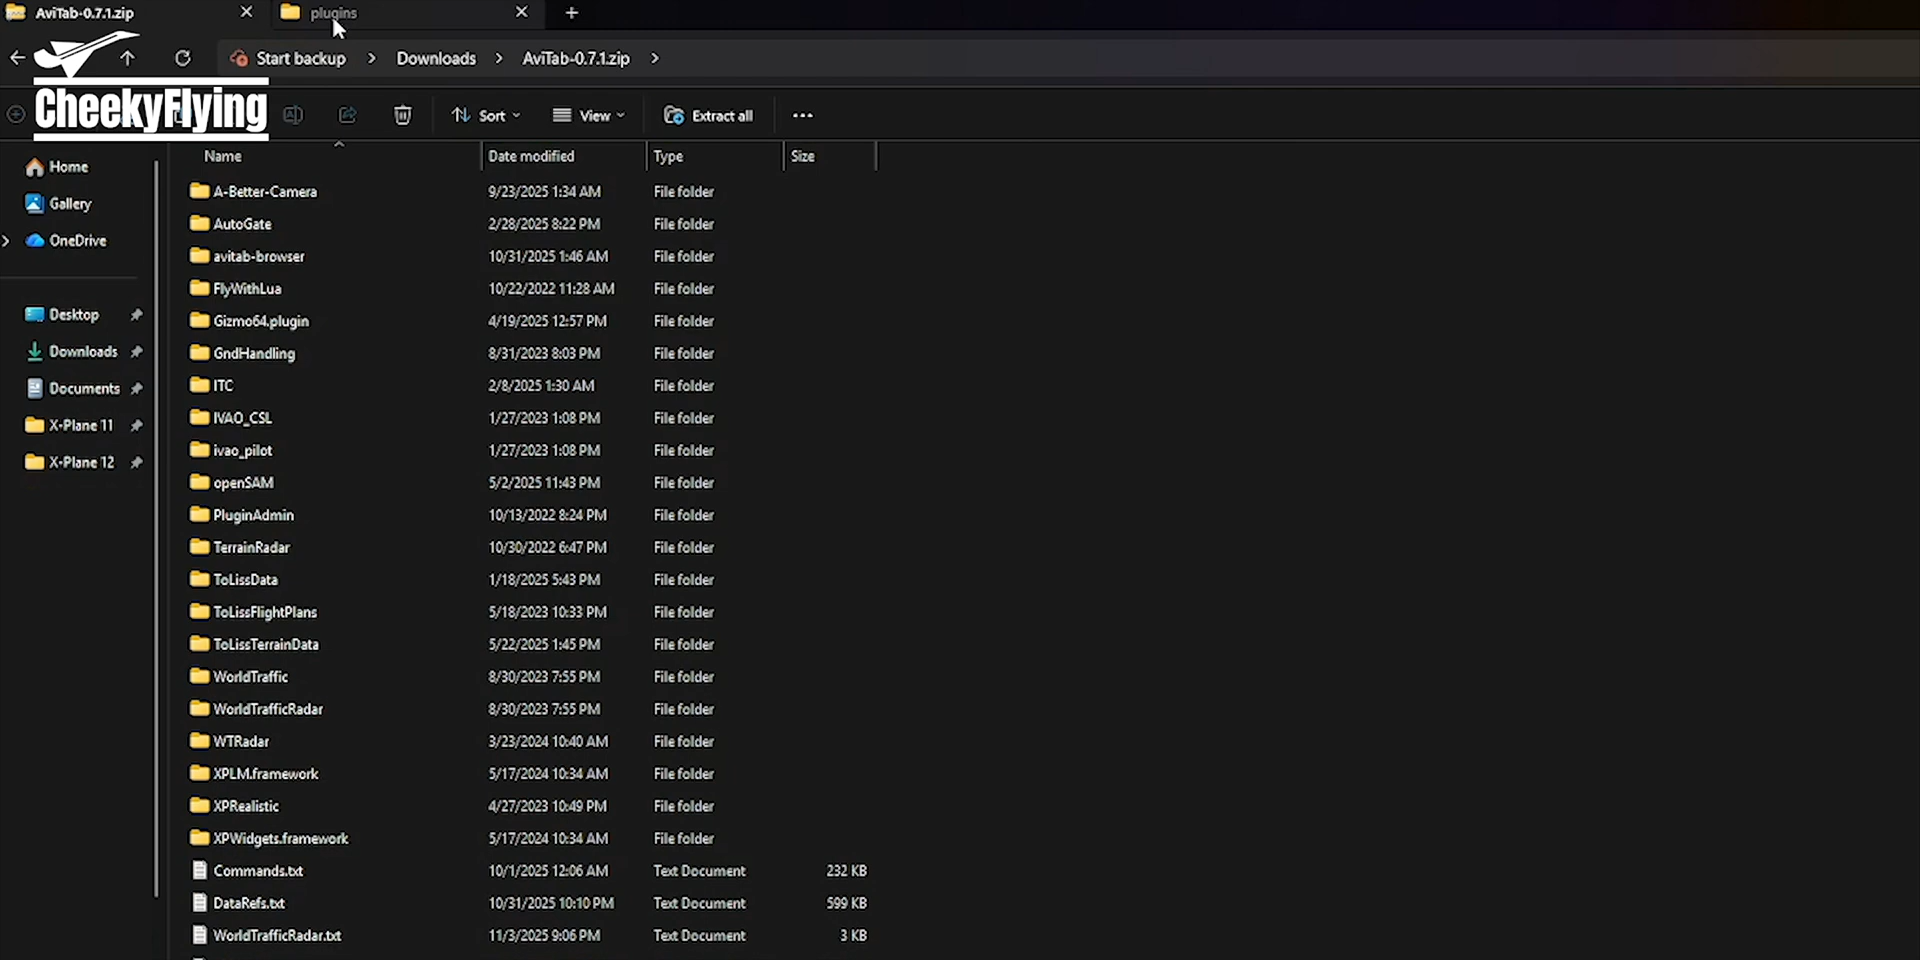 AviTab-0.7.1.zip
plugins
Start backup > Downloads > AviTab-0.7.1.zip >
CheekyFlying
Sort View Extract all ...
Name Date modified Type Size
Home
Gallery
OneDrive
Desktop
Downloads
Documents
X-Plane 11
X-Plane 12
A-Better-Camera 9/23/2025 1:34 AM File folder
AutoGate 2/28/2025 8:22 PM File folder
avitab-browser 10/31/2025 1:46 AM File folder
FlyWithLua 10/22/2022 11:28 AM File folder
Gizmo64.plugin 4/19/2025 12:57 PM File folder
GndHandling 8/31/2023 8:03 PM File folder
ITC 2/8/2025 1:30 AM File folder
IVAO_CSL 1/27/2023 1:08 PM File folder
ivao_pilot 1/27/2023 1:08 PM File folder
openSAM 5/2/2025 11:43 PM File folder
PluginAdmin 10/13/2022 8:24 PM File folder
TerrainRadar 10/30/2022 6:47 PM File folder
ToLissData 1/18/2025 5:43 PM File folder
ToLissFlightPlans 5/18/2023 10:33 PM File folder
ToLissTerrainData 5/22/2025 1:45 PM File folder
WorldTraffic 8/30/2023 7:55 PM File folder
WorldTrafficRadar 8/30/2023 7:55 PM File folder
WTRadar 3/23/2024 10:40 AM File folder
XPLM.framework 5/17/2024 10:34 AM File folder
XPRealistic 4/27/2023 10:49 PM File folder
XPWidgets.framework 5/17/2024 10:34 AM File folder
Commands.txt 10/1/2025 12:06 AM Text Document 232 KB
DataRefs.txt 10/31/2025 10:10 PM Text Document 599 KB
WorldTrafficRadar.txt 11/3/2025 9:06 PM Text Document 3 KB